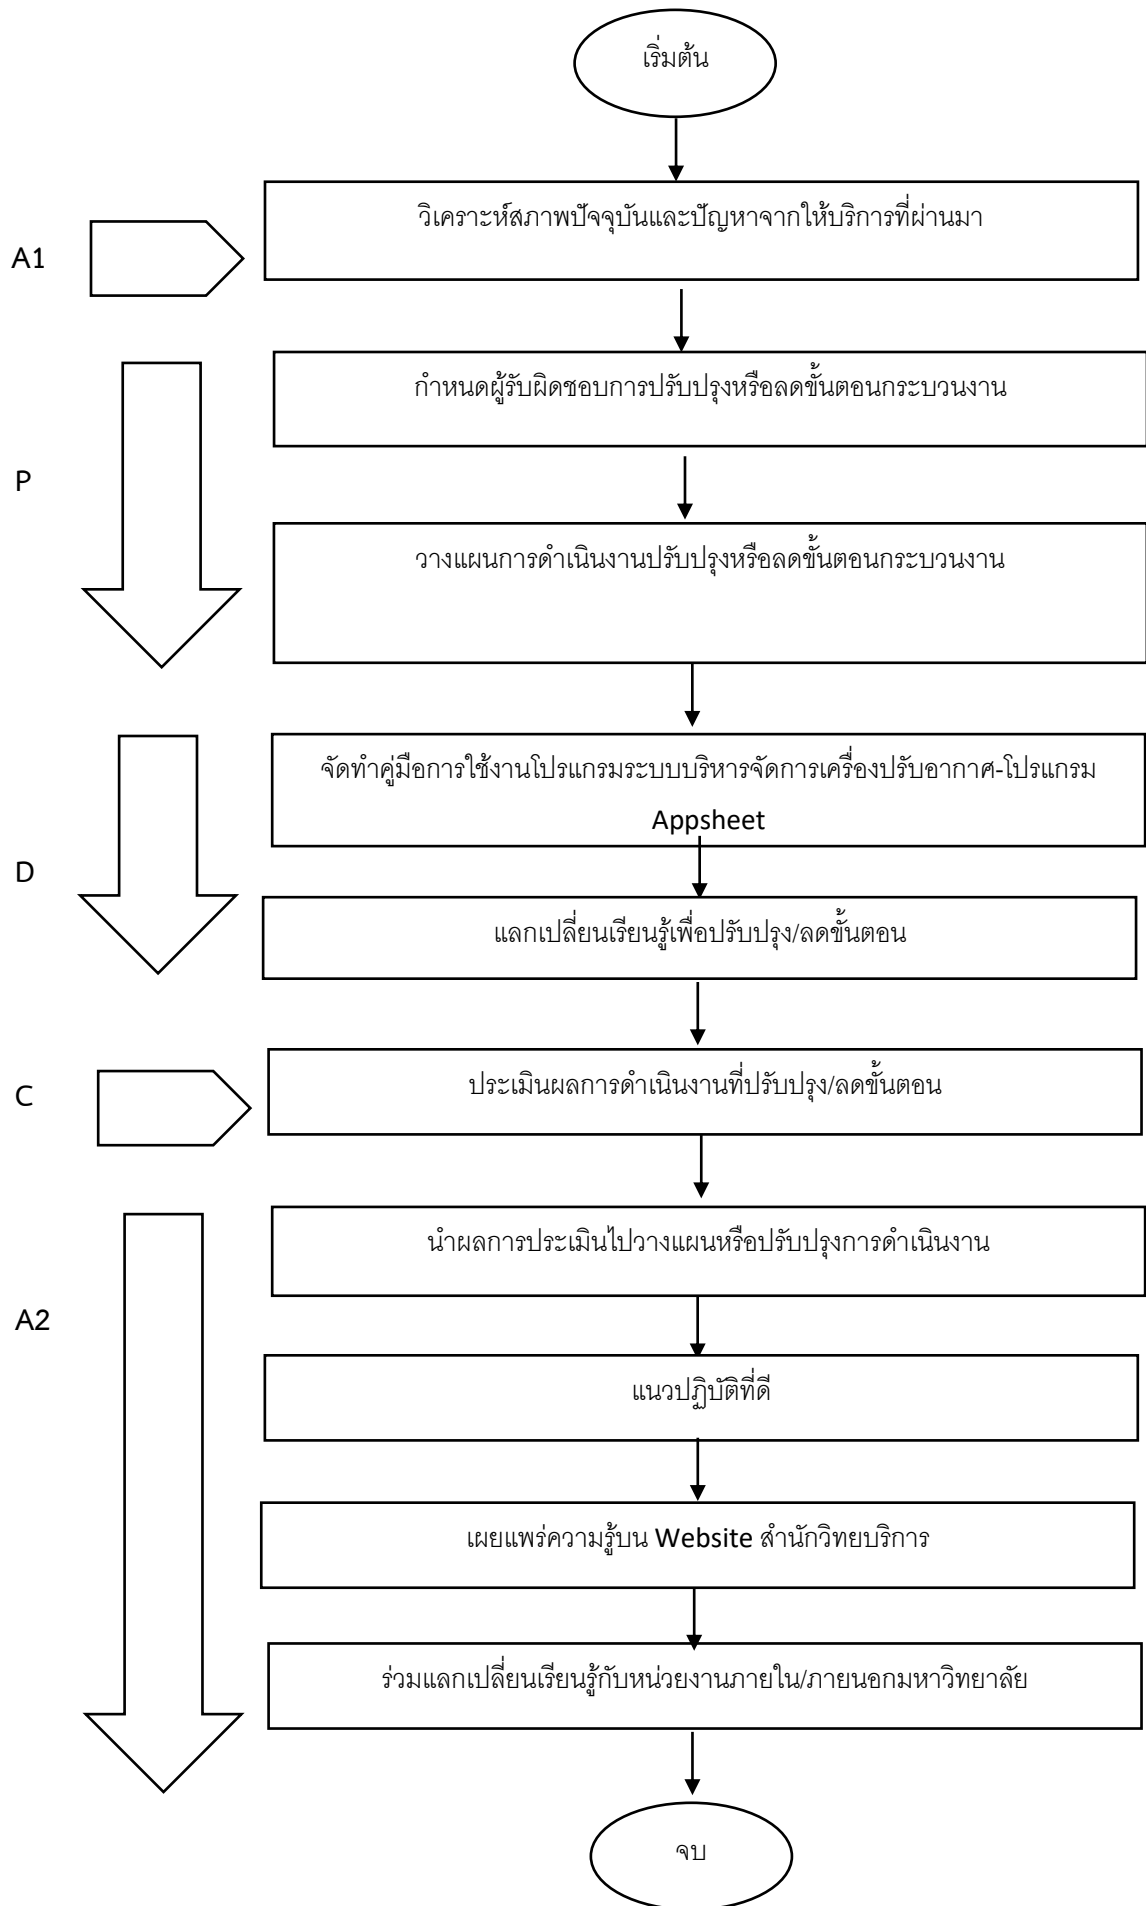 เริ่มต้น
วิเคราะห์สภาพปัจจุบันและปัญหาจากให้บริการที่ผ่านมา
A1
กำหนดผู้รับผิดชอบการปรับปรุงหรือลดขั้นตอนกระบวนงาน
P
วางแผนการดำเนินงานปรับปรุงหรือลดขั้นตอนกระบวนงาน
จัดทำคู่มือการใช้งานโปรแกรมระบบบริหารจัดการเครื่องปรับอากาศ-โปรแกรม
Appsheet
D
แลกเปลี่ยนเรียนรู้เพื่อปรับปรุง/ลดขั้นตอน
ประเมินผลการดำเนินงานที่ปรับปรุง/ลดขั้นตอน
C
นำผลการประเมินไปวางแผนหรือปรับปรุงการดำเนินงาน
A2
แนวปฏิบัติที่ดี
เผยแพร่ความรู้บน Website สำนักวิทยบริการ
ร่วมแลกเปลี่ยนเรียนรู้กับหน่วยงานภายใน/ภายนอกมหาวิทยาลัย
จบ